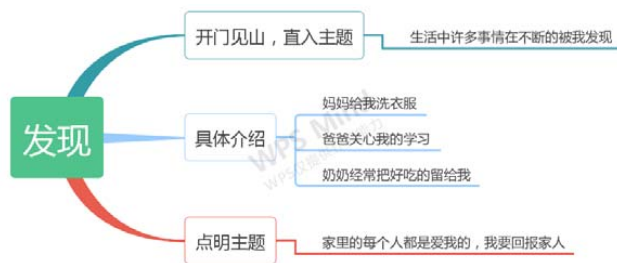 发现
开门见山，直入主题
生活中许多事情在不断的被我发现
具体介绍
妈妈给我洗衣服
爸爸关心我的学习
奶奶经常把好吃的留给我
点明主题
家里的每个人都是爱我的，我要回报家人